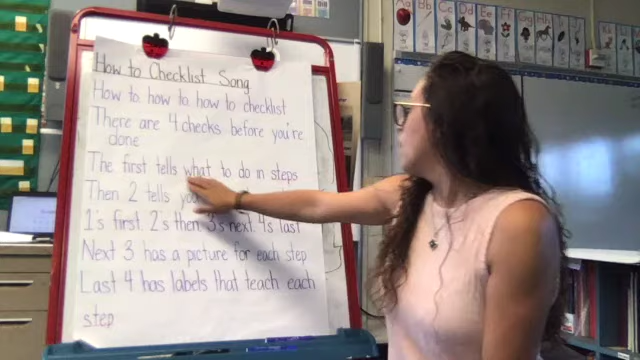 How to Checklist Song
How to how to how to checklist
There are 4 checks before you're
done
The first tells what to do in steps
Then 2 tells
1's first 2's then 3's next 4s last
Next 3 has a picture for each step
Last 4 has labels that teach each
step